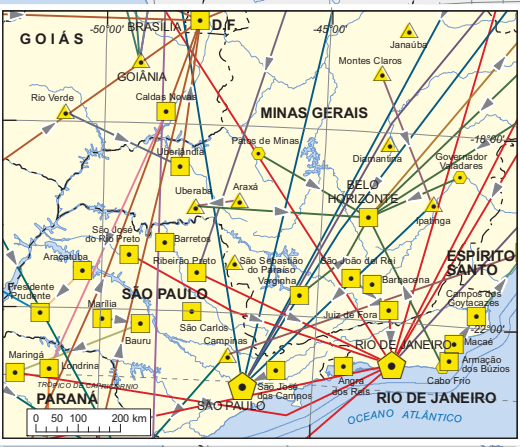 BRASÍLIA
D.F.
GOIÁS
-50°00'
-45°00'
Janaúba
GOIÂNIA
Montes Claros
Rio Verde
Caldas Novas
MINAS GERAIS
Patos de Minas
-18°00'
Uberlândia
Diamantina
Governador
Valadares
Uberaba
Araxá
BELO
HORIZONTE
Ipatinga
São José
do Rio Preto
Barretos
São João del Rei
ESPÍRITO
SANTO
Araçatuba
Ribeirão Preto
São Sebastião
do Paraíso
Varginha
Barbacena
Presidente
Prudente
SÃO PAULO
Campos dos
Goytacazes
Marília
Juiz de Fora
-22°00'
Bauru
São Carlos
Campinas
RIO DE JANEIRO
Macaé
Maringá
Londrina
Armação
dos Búzios
TRÓPICO DE CAPRICÓRNIO
São José
dos Campos
Angra
dos Reis
Cabo Frio
PARANÁ
SÃO PAULO
RIO DE JANEIRO
OCEANO ATLÂNTICO
0 50 100 200 km